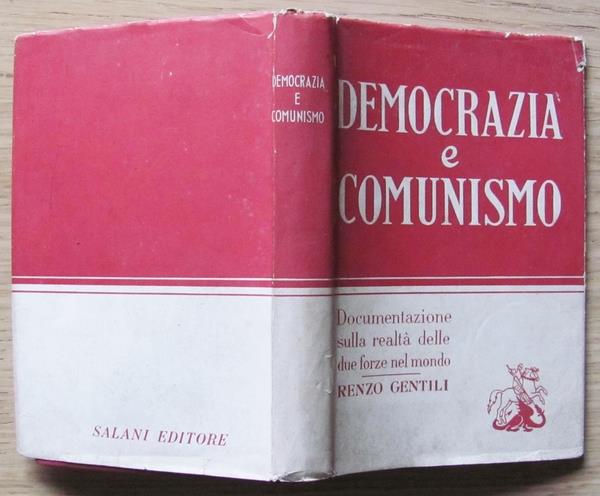 SALANI EDITORE
DEMOCRAZIA
E
COMUNISMO
DEMOCRAZIA
e
COMUNISMO
Documentazione
sulla realtà delle
due forze nel mondo
RENZO GENTILI